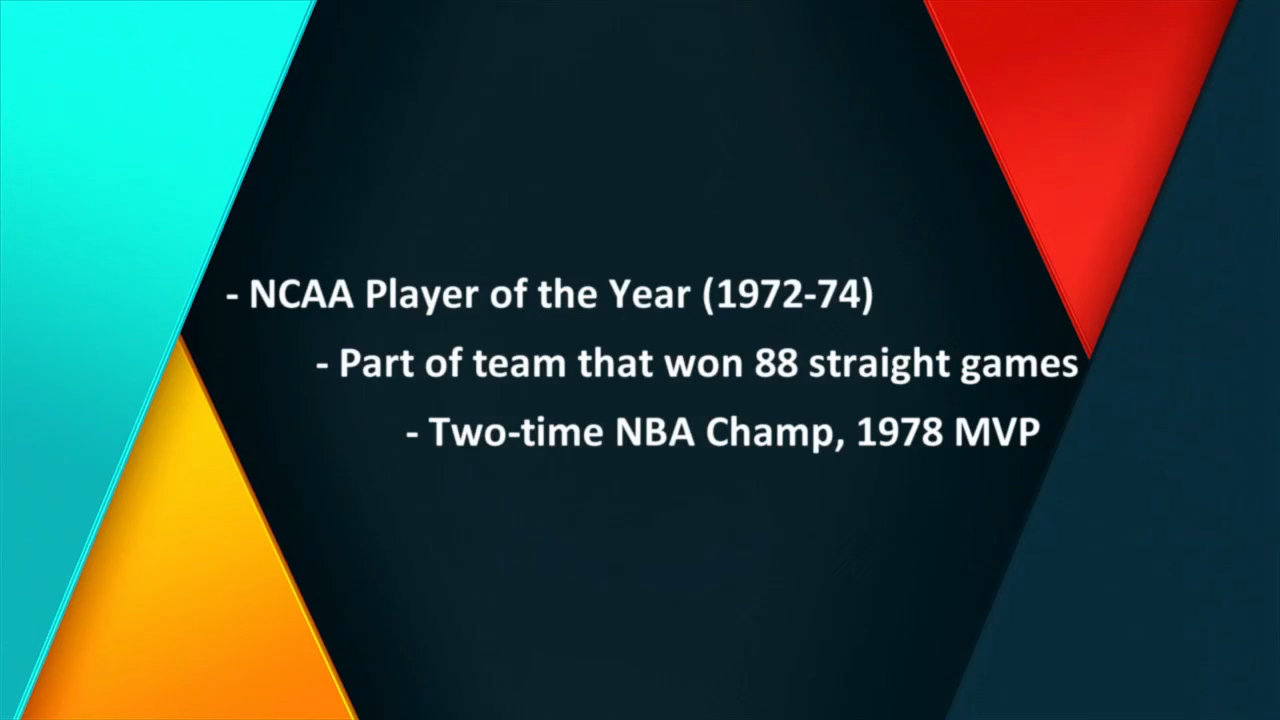 - NCAA Player of the Year (1972-74)
- Part of team that won 88 straight games
- Two-time NBA Champ, 1978 MVP